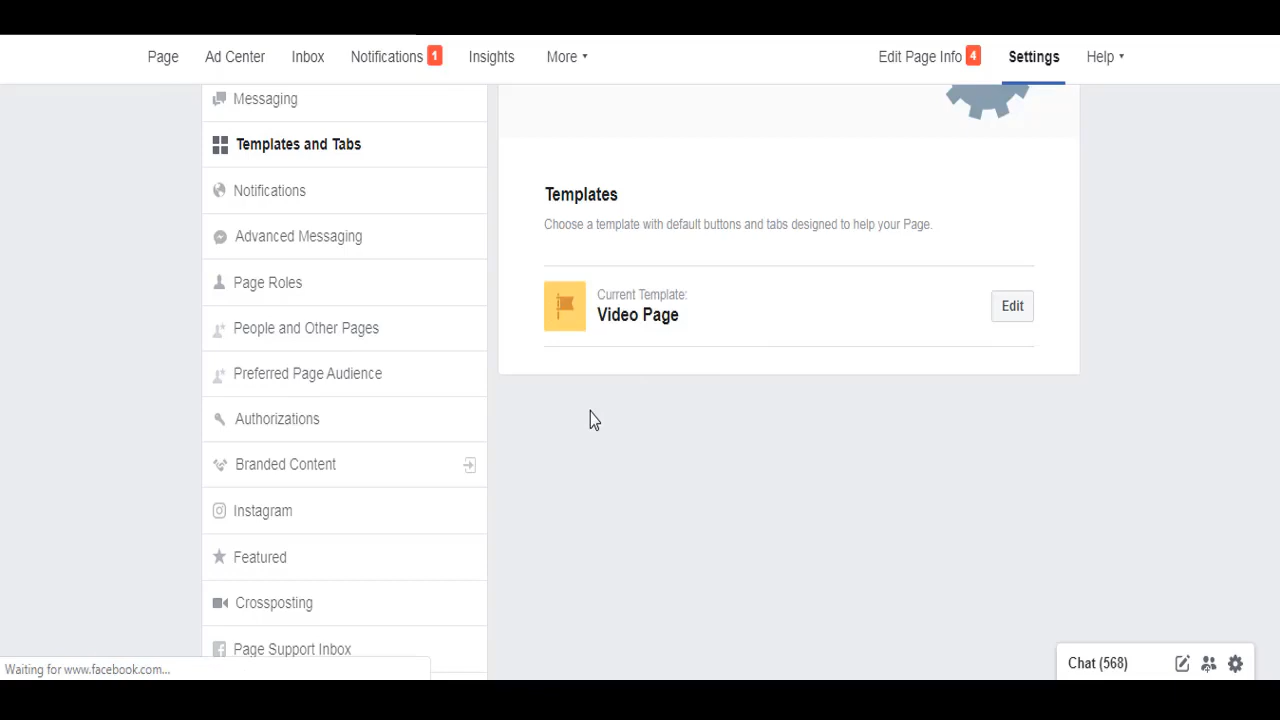 Page Ad Center Inbox Notifications 1 Insights More Edit Page Info 4 Settings Help
Messaging
Templates and Tabs
Notifications
Advanced Messaging
Page Roles
People and Other Pages
Preferred Page Audience
Authorizations
Branded Content
Instagram
Featured
Crossposting
Page Support Inbox
Templates
Choose a template with default buttons and tabs designed to help your Page.
Current Template:
Video Page
Edit
Waiting for www.facebook.com...
Chat (568)